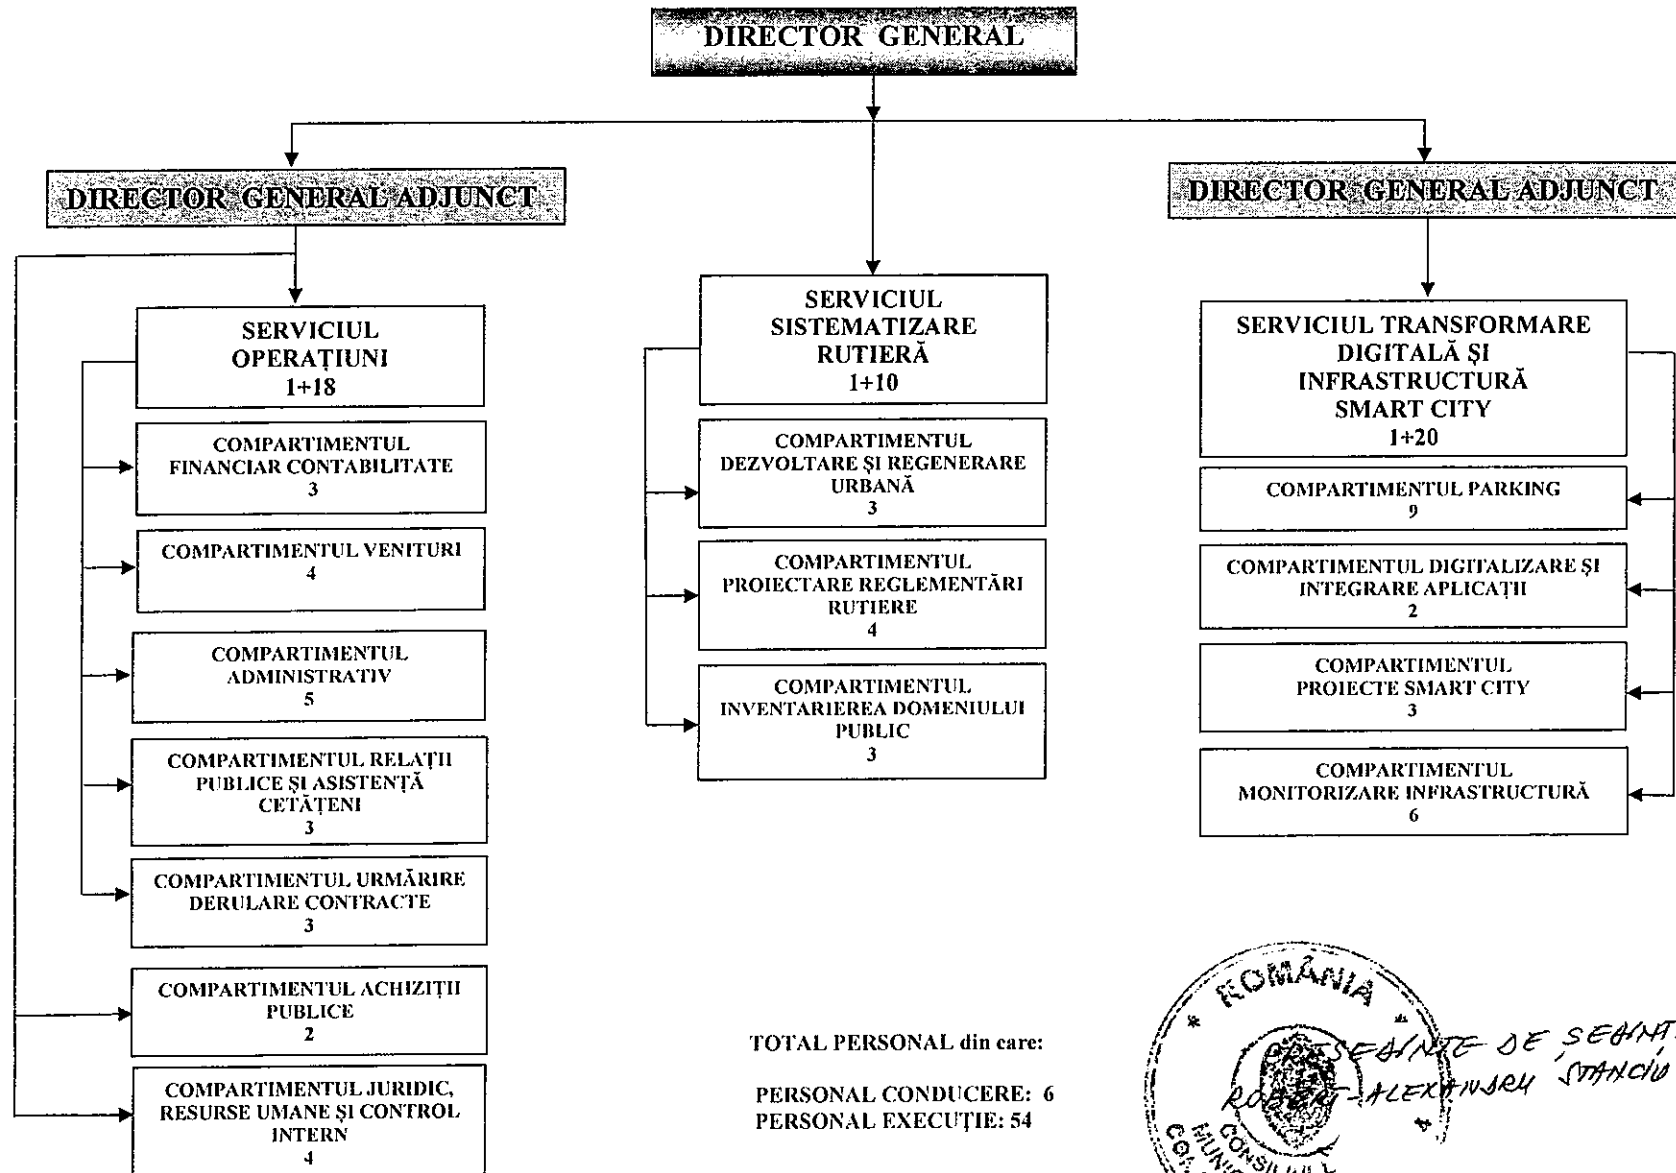 DIRECTOR GENERAL
DIRECTOR GENERAL ADJUNCT
SERVICIUL
OPERAȚIUNI
1+18
COMPARTIMENTUL
FINANCIAR CONTABILITATE
3
COMPARTIMENTUL VENITURI
4
COMPARTIMENTUL
ADMINISTRATIV
5
COMPARTIMENTUL RELAȚII
PUBLICE ȘI ASISTENȚĂ
CETĂȚENI
3
COMPARTIMENTUL URMĂRIRE
DERULARE CONTRACTE
3
COMPARTIMENTUL ACHIZIȚII
PUBLICE
2
COMPARTIMENTUL JURIDIC,
RESURSE UMANE ȘI CONTROL
INTERN
4
SERVICIUL
SISTEMATIZARE
RUTIERĂ
1+10
COMPARTIMENTUL
DEZVOLTARE ȘI REGENERARE
URBANĂ
3
COMPARTIMENTUL
PROIECTARE REGLEMENTĂRI
RUTIERE
4
COMPARTIMENTUL
INVENTARIEREA DOMENIULUI
PUBLIC
3
DIRECTOR GENERAL ADJUNCT
SERVICIUL TRANSFORMARE
DIGITALĂ ȘI
INFRASTRUCTURĂ
SMART CITY
1+20
COMPARTIMENTUL PARKING
9
COMPARTIMENTUL DIGITALIZARE ȘI
INTEGRARE APLICAȚII
2
COMPARTIMENTUL
PROIECTE SMART CITY
3
COMPARTIMENTUL
MONITORIZARE INFRASTRUCTURĂ
6
TOTAL PERSONAL din care:
PERSONAL CONDUCERE: 6
PERSONAL EXECUȚIE: 54
ROMÂNIA
DE
ROBERT-ALEXANDRU STANCIU